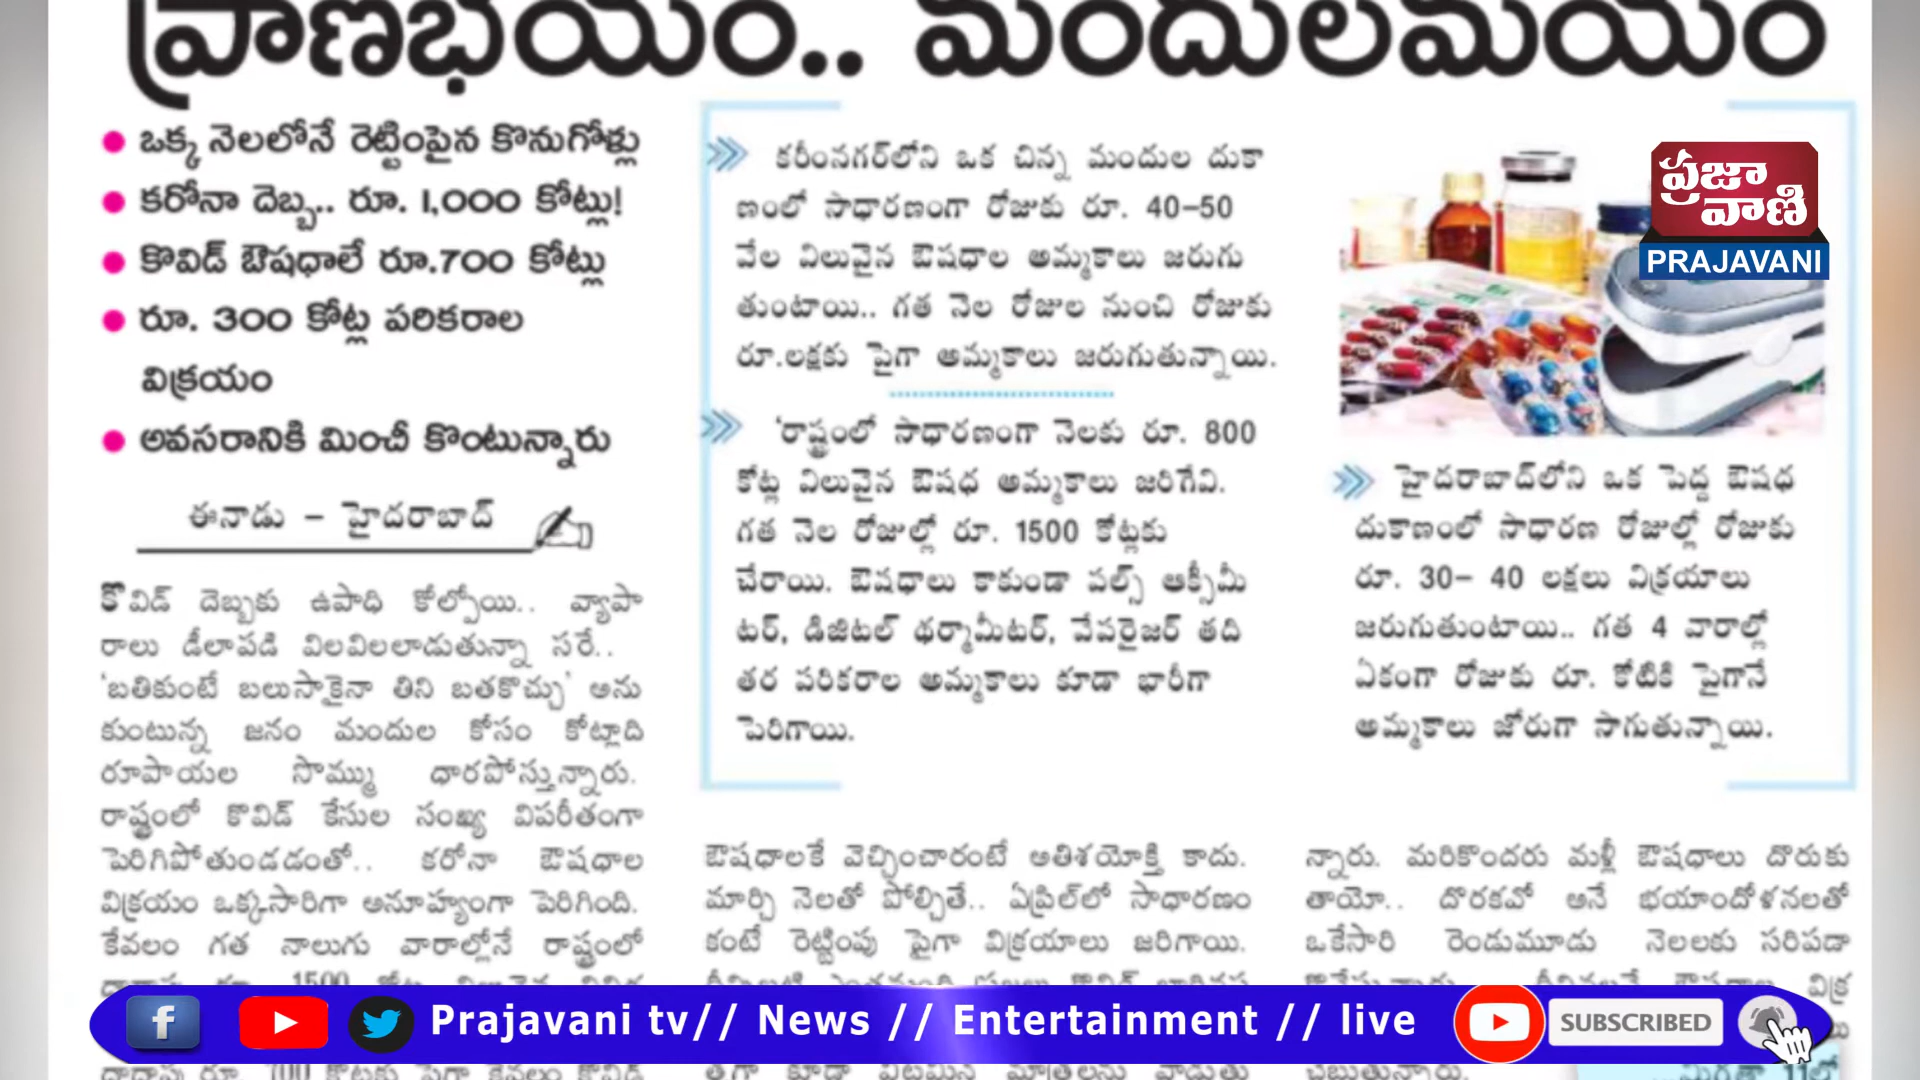 ప్రాణభయం.. మందులమయం
ఒక్క నెలలోనే రెట్టింపైన కొనుగోళ్లు
కరోనా దెబ్బ.. రూ. 1,000 కోట్లు!
కొవిడ్ ఔషధాలే రూ.700 కోట్లు
రూ. 300 కోట్ల పరికరాల
విక్రయం
అవసరానికి మించీ కొంటున్నారు
ఈనాడు - హైదరాబాద్
కొవిడ్ దెబ్బకు ఉపాధి కోల్పోయి.. వ్యాపా
రాలు డీలాపడి విలవిలలాడుతున్నా సరే..
'బతికుంటే బలుసాకైనా తిని బతకొచ్చు' అను
కుంటున్న జనం మందుల కోసం కోట్లాది
రూపాయల సొమ్ము ధారపోస్తున్నారు.
రాష్ట్రంలో కొవిడ్ కేసుల సంఖ్య విపరీతంగా
పెరిగిపోతుండడంతో.. కరోనా ఔషధాల
విక్రయం ఒక్కసారిగా అనూహ్యంగా పెరిగింది.
కేవలం గత నాలుగు వారాల్లోనే రాష్ట్రంలో
కరీంనగర్‌లోని ఒక చిన్న మందుల దుకా
ణంలో సాధారణంగా రోజుకు రూ. 40-50
వేల విలువైన ఔషధాల అమ్మకాలు జరుగు
తుంటాయి.. గత నెల రోజుల నుంచి రోజుకు
రూ.లక్షకు పైగా అమ్మకాలు జరుగుతున్నాయి.
'రాష్ట్రంలో సాధారణంగా నెలకు రూ. 800
కోట్ల విలువైన ఔషధ అమ్మకాలు జరిగేవి.
గత నెల రోజుల్లో రూ. 1500 కోట్లకు
చేరాయి. ఔషధాలు కాకుండా పల్స్ ఆక్సీమీ
టర్, డిజిటల్ థర్మామీటర్, వేపరైజర్ తది
తర పరికరాల అమ్మకాలు కూడా భారీగా
పెరిగాయి.
ప్రజా
వాణి
PRAJAVANI
హైదరాబాద్‌లోని ఒక పెద్ద ఔషధ
దుకాణంలో సాధారణ రోజుల్లో రోజుకు
రూ. 30- 40 లక్షలు విక్రయాలు
జరుగుతుంటాయి.. గత 4 వారాల్లో
ఏకంగా రోజుకు రూ. కోటికి పైగానే
అమ్మకాలు జోరుగా సాగుతున్నాయి.
ఔషధాలకే వెచ్చించారంటే అతిశయోక్తి కాదు.
మార్చి నెలతో పోల్చితే.. ఏప్రిల్‌లో సాధారణం
కంటే రెట్టింపు పైగా విక్రయాలు జరిగాయి.
న్నారు. మరికొందరు మళ్లీ ఔషధాలు దొరుకు
తాయో.. దొరకవో అనే భయాందోళనలతో
ఒకేసారి రెండుమూడు నెలలకు సరిపడా
Prajavani tv// News // Entertainment // live
SUBSCRIBED